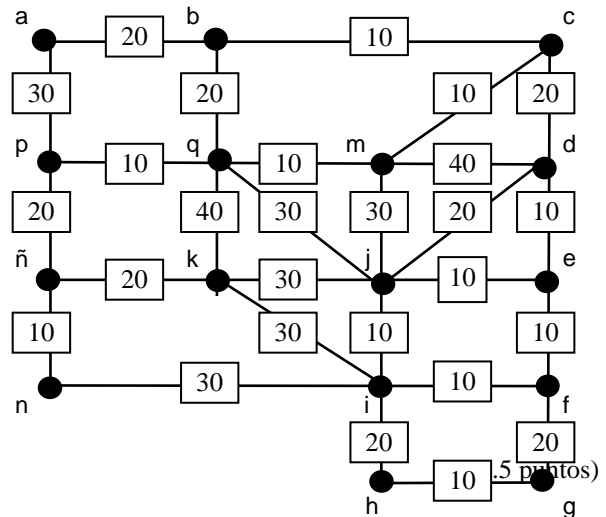 a b c
20 10
30 20 10 20
p q m d
10 10 40
20 40 30 30 20 10
ñ k j e
20 30 10
10 30 10 10
n 30 10
i f
20 20
.5 puntos)
10
h g